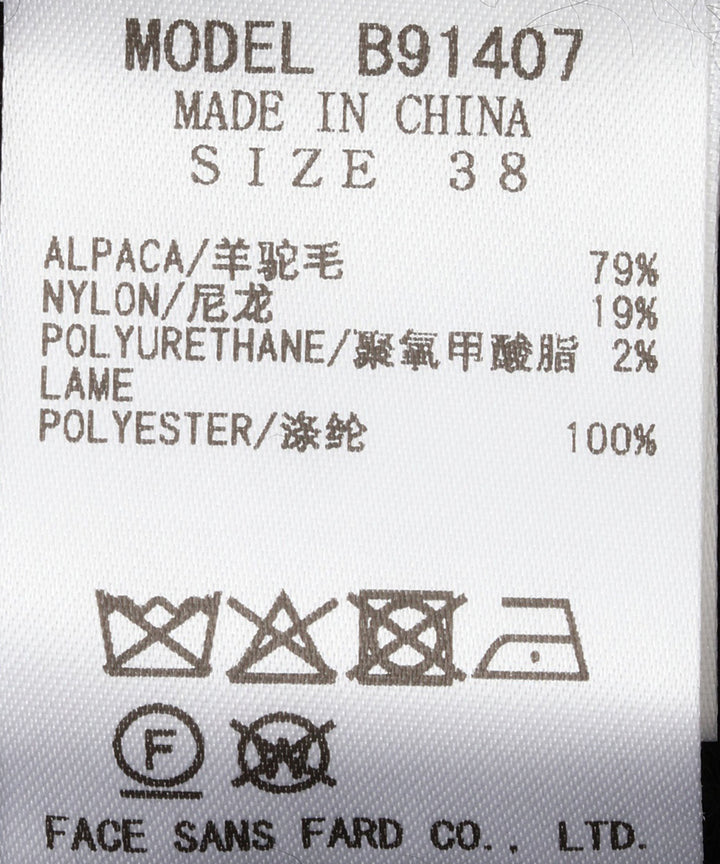 MODEL B91407
MADE IN CHINA
SIZE 38
ALPACA/羊驼毛 79%
NYLON/尼龙 19%
POLYURETHANE/聚氧甲酸脂 2%
LAME
POLYESTER/涤纶 100%
F
W
FACE SANS FARD CO., LTD.